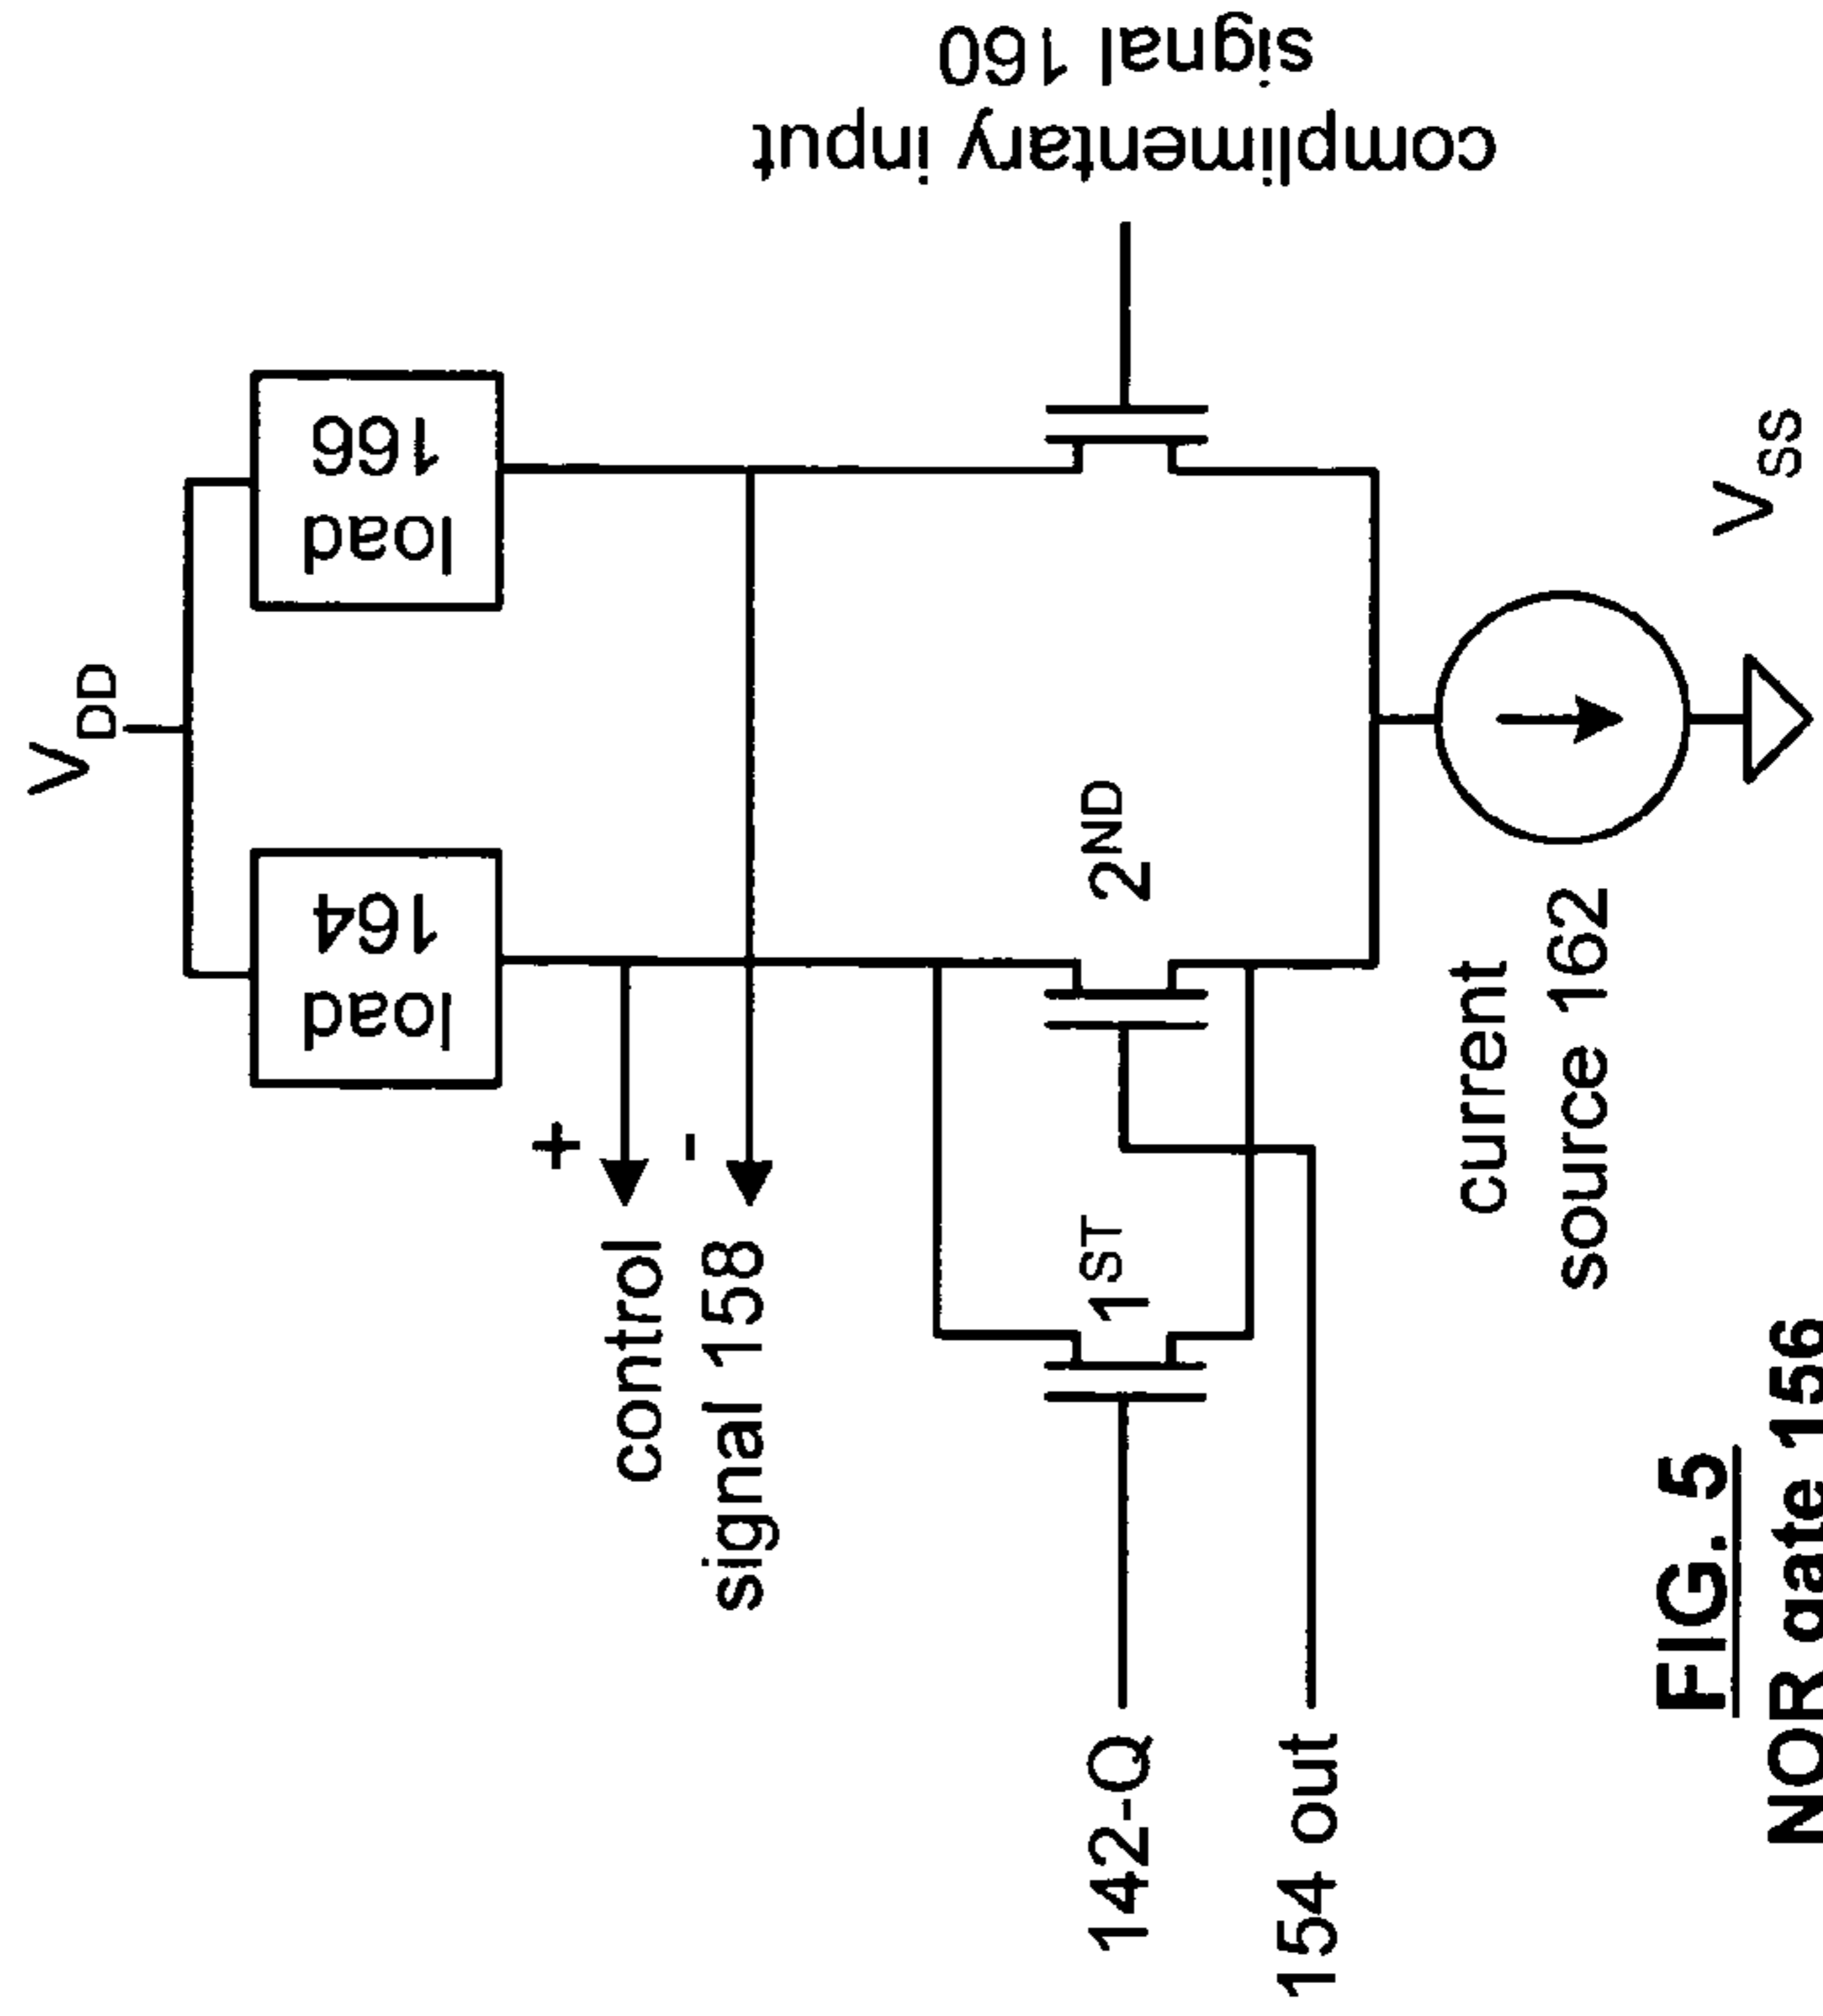 V_DD
load
164
load
166
+
control
-
signal 158
1ST
2ND
142-Q
154 out
complimentary input
signal 160
current
source 162
V_SS
FIG. 5
NOR gate 156